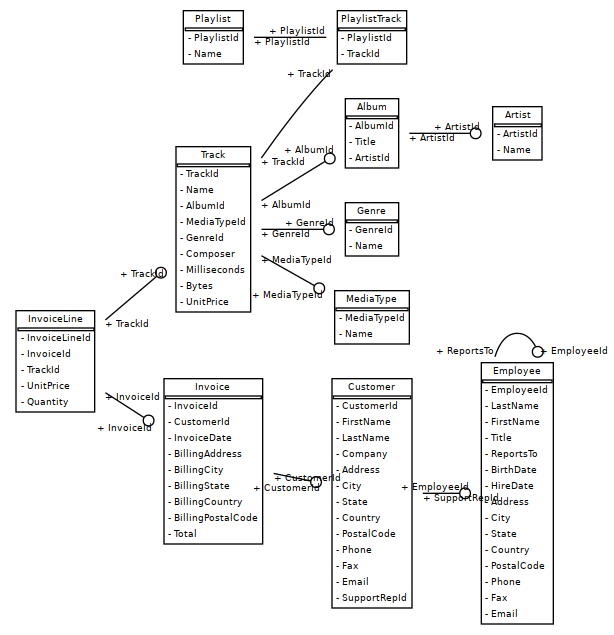 Playlist
- PlaylistId
- Name
+ PlaylistId
+ PlaylistId
PlaylistTrack
- PlaylistId
- TrackId
+ TrackId
+ TrackId
Album
- AlbumId
- Title
- ArtistId
+ ArtistId
+ ArtistId
Artist
- ArtistId
- Name
Track
- TrackId
- Name
- AlbumId
- MediaTypeId
- GenreId
- Composer
- Milliseconds
- Bytes
- UnitPrice
+ AlbumId
+ AlbumId
+ GenreId
+ GenreId
Genre
- GenreId
- Name
+ MediaTypeId
+ MediaTypeId
MediaType
- MediaTypeId
- Name
+ TrackId
+ TrackId
InvoiceLine
- InvoiceLineId
- InvoiceId
- TrackId
- UnitPrice
- Quantity
+ InvoiceId
+ InvoiceId
Invoice
- InvoiceId
- CustomerId
- InvoiceDate
- BillingAddress
- BillingCity
- BillingState
- BillingCountry
- BillingPostalCode
- Total
+ CustomerId
+ CustomerId
Customer
- CustomerId
- FirstName
- LastName
- Company
- Address
- City
- State
- Country
- PostalCode
- Phone
- Fax
- Email
- SupportRepId
+ EmployeeId
+ SupportRepId
+ ReportsTo
+ EmployeeId
Employee
- EmployeeId
- LastName
- FirstName
- Title
- ReportsTo
- BirthDate
- HireDate
- Address
- City
- State
- Country
- PostalCode
- Phone
- Fax
- Email